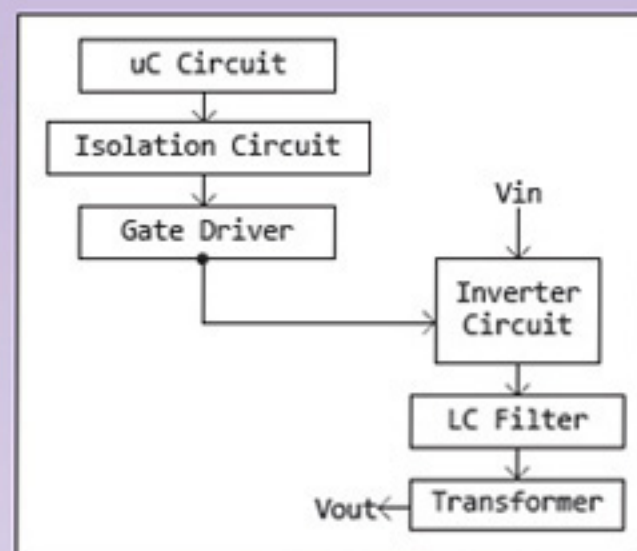 uC Circuit
Isolation Circuit
Gate Driver
Vin
Inverter
Circuit
LC Filter
Transformer
Vout